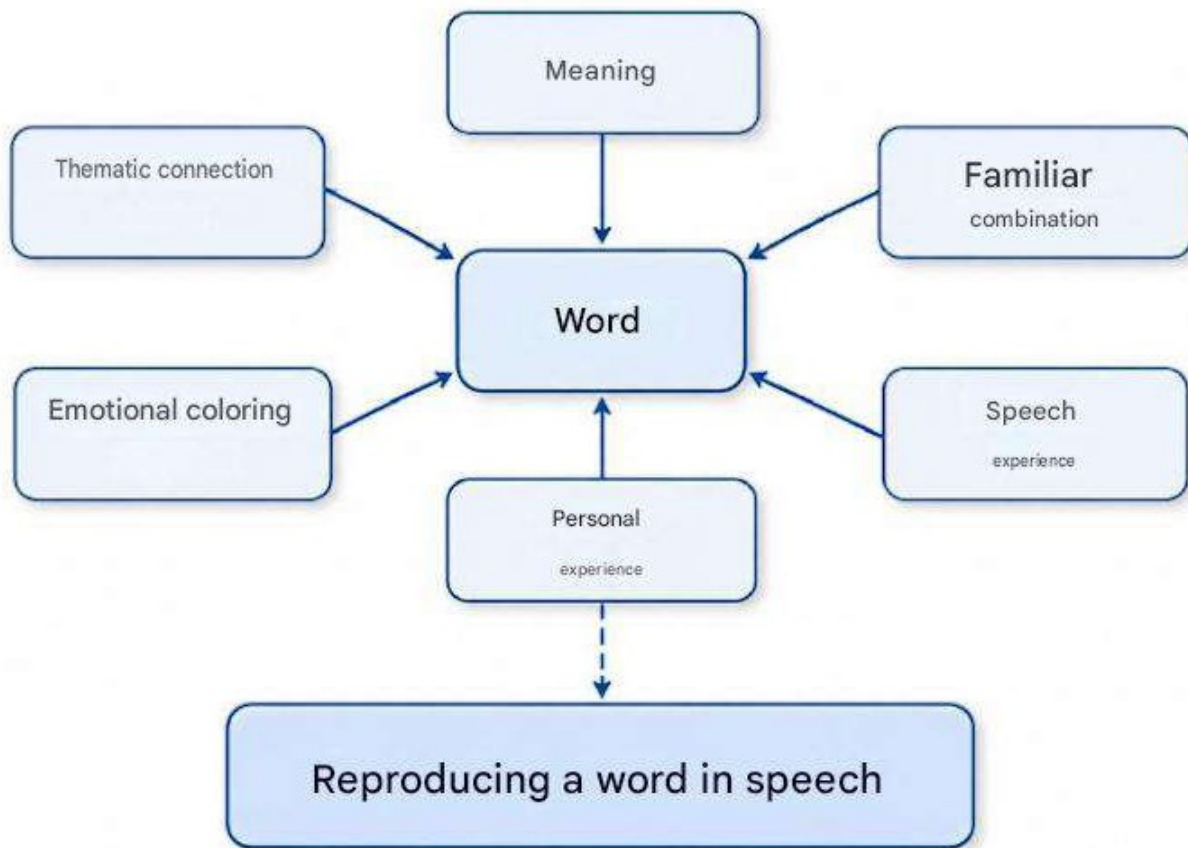 Meaning
Thematic connection
Familiar
combination
Word
Emotional coloring
Speech
experience
Personal
experience
Reproducing a word in speech